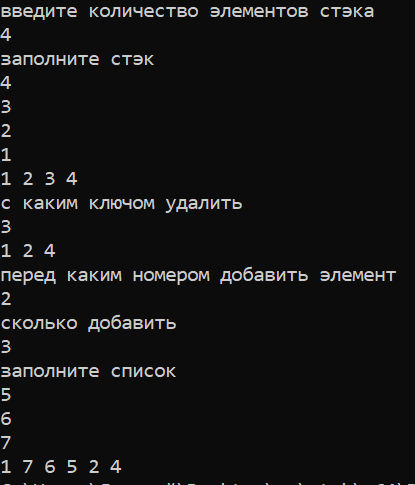 введите количество элементов стэка
4
заполните стэк
4
3
2
1
1 2 3 4
с каким ключом удалить
3
1 2 4
перед каким номером добавить элемент
2
сколько добавить
3
заполните список
5
6
7
1 7 6 5 2 4